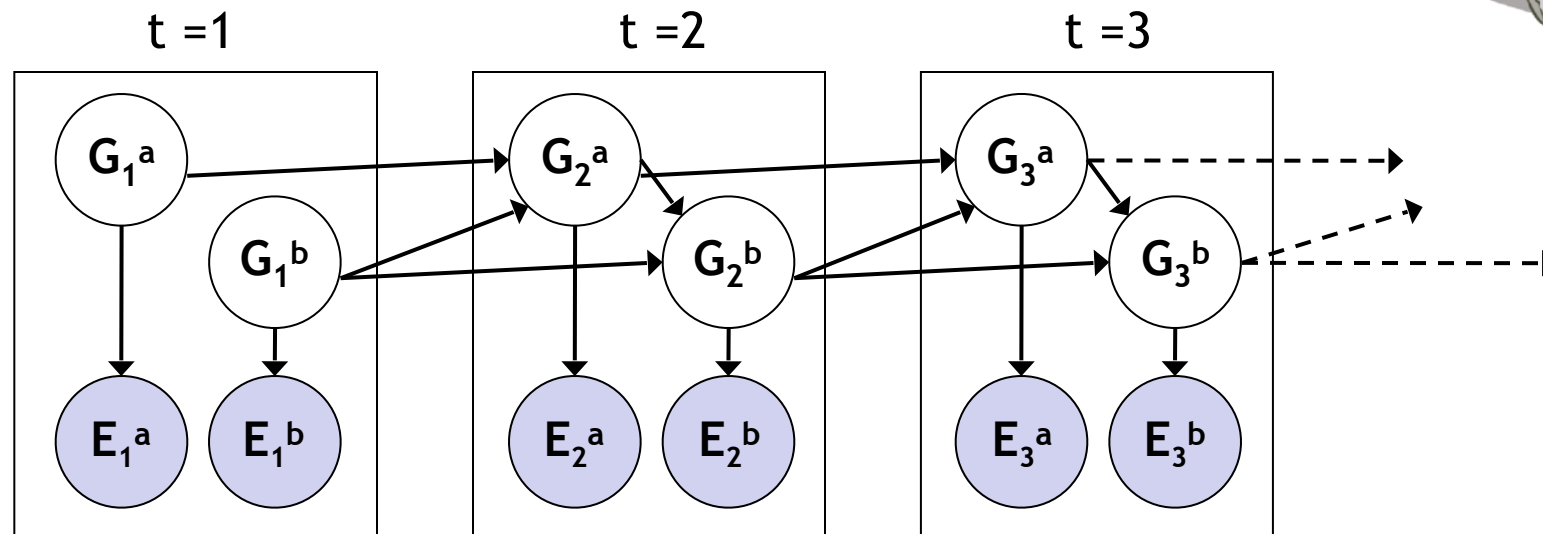 t =1 t =2 t =3
G₁ᵃ G₂ᵃ G₃ᵃ
G₁ᵇ G₂ᵇ G₃ᵇ
E₁ᵃ E₁ᵇ E₂ᵃ E₂ᵇ E₃ᵃ E₃ᵇ